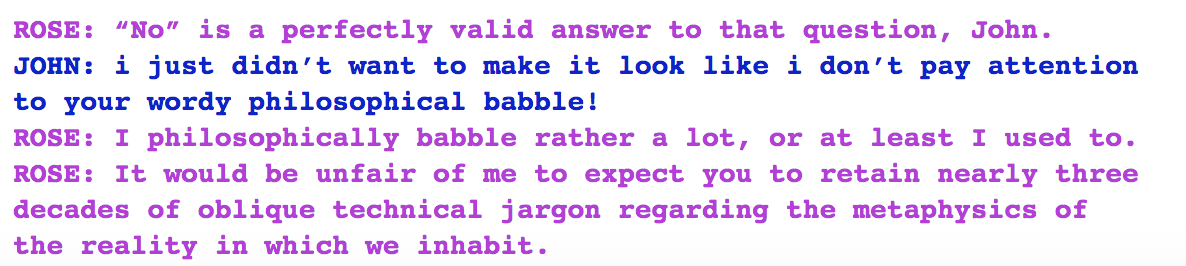 ROSE: “No” is a perfectly valid answer to that question, John.
JOHN: i just didn’t want to make it look like i don’t pay attention
to your wordy philosophical babble!
ROSE: I philosophically babble rather a lot, or at least I used to.
ROSE: It would be unfair of me to expect you to retain nearly three
decades of oblique technical jargon regarding the metaphysics of
the reality in which we inhabit.